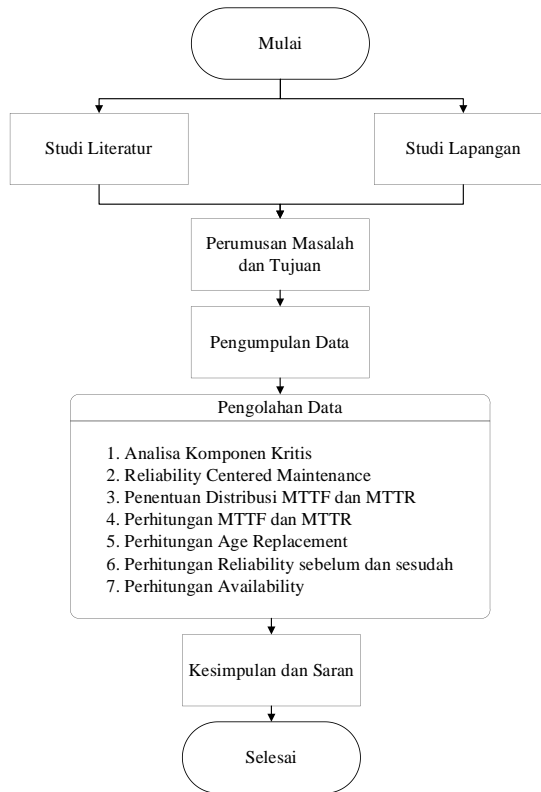 Mulai
Studi Literatur
Studi Lapangan
Perumusan Masalah
dan Tujuan
Pengumpulan Data
Pengolahan Data
1. Analisa Komponen Kritis
2. Reliability Centered Maintenance
3. Penentuan Distribusi MTTF dan MTTR
4. Perhitungan MTTF dan MTTR
5. Perhitungan Age Replacement
6. Perhitungan Reliability sebelum dan sesudah
7. Perhitungan Availability
Kesimpulan dan Saran
Selesai